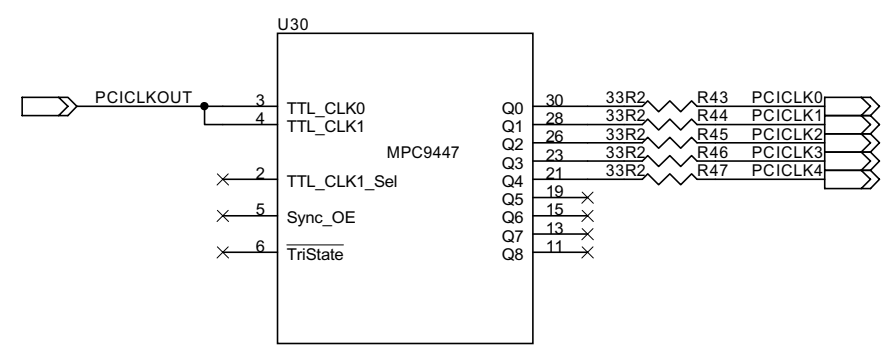 U30
PCICLKOUT 3 TTL_CLK0 Q0 30 33R2 R43 PCICLK0
4 TTL_CLK1 Q1 28 33R2 R44 PCICLK1
Q2 26 33R2 R45 PCICLK2
MPC9447
Q3 23 33R2 R46 PCICLK3
2 TTL_CLK1_Sel Q4 21 33R2 R47 PCICLK4
Q5 19
5 Sync_OE Q6 15
Q7 13
6 TriState Q8 11